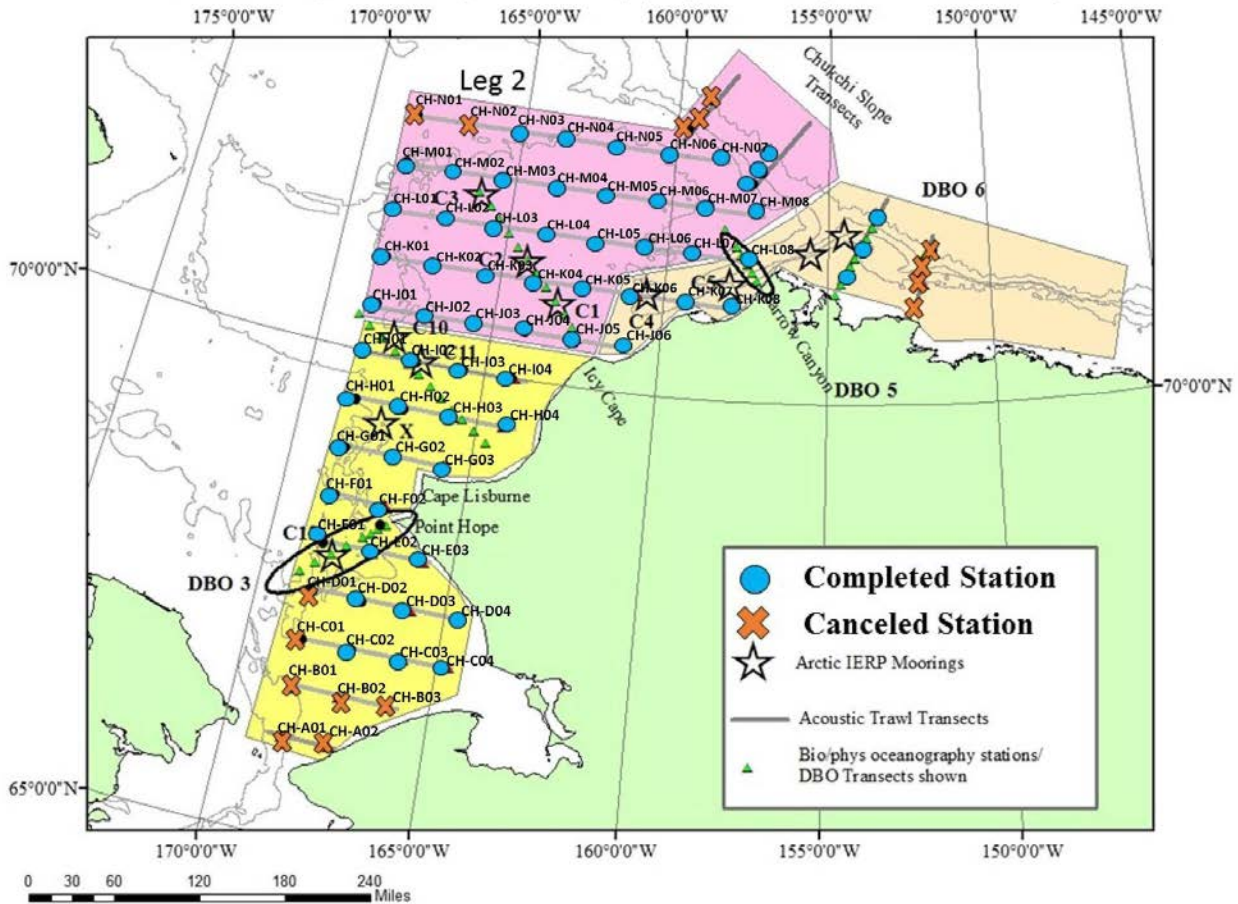 175°0'0"W 170°0'0"W 165°0'0"W 160°0'0"W 155°0'0"W 150°0'0"W 145°0'0"W
Leg 2
Chukchi Slope
Transects
CH-N01
CH-N02
CH-N03
CH-N04
CH-N05
CH-N06
CH-N07
CH-M01
CH-M02
CH-M03
CH-M04
CH-M05
CH-M06
CH-M07
CH-M08
DBO 6
C3
CH-L01
CH-L02
CH-L03
CH-L04
CH-L05
CH-L06
CH-L07
CH-L08
70°0'0"N
CH-K01
CH-K02
C2
CH-K03
CH-K04
CH-K05
CH-K06
C5
CH-K07
CH-K08
C1
C4
CH-J01
CH-J02
CH-J03
CH-J04
CH-J05
CH-J06
Barrow Canyon
DBO 5
70°0'0"N
C10
CH-I01
CH-I02
C11
CH-I03
CH-I04
Icy Cape
CH-H01
CH-H02
CH-H03
CH-H04
X
CH-G01
CH-G02
CH-G03
CH-F01
CH-F02
Cape Lisburne
Point Hope
CH-E01
CH-E02
CH-E03
DBO 3
CH-D01
CH-D02
CH-D03
CH-D04
CH-C01
CH-C02
CH-C03
CH-C04
CH-B01
CH-B02
CH-B03
CH-A01
CH-A02
65°0'0"N
Completed Station
Canceled Station
Arctic IERP Moorings
Acoustic Trawl Transects
Bio/phys oceanography stations/
DBO Transects shown
170°0'0"W 165°0'0"W 160°0'0"W 155°0'0"W 150°0'0"W
0 30 60 120 180 240
Miles